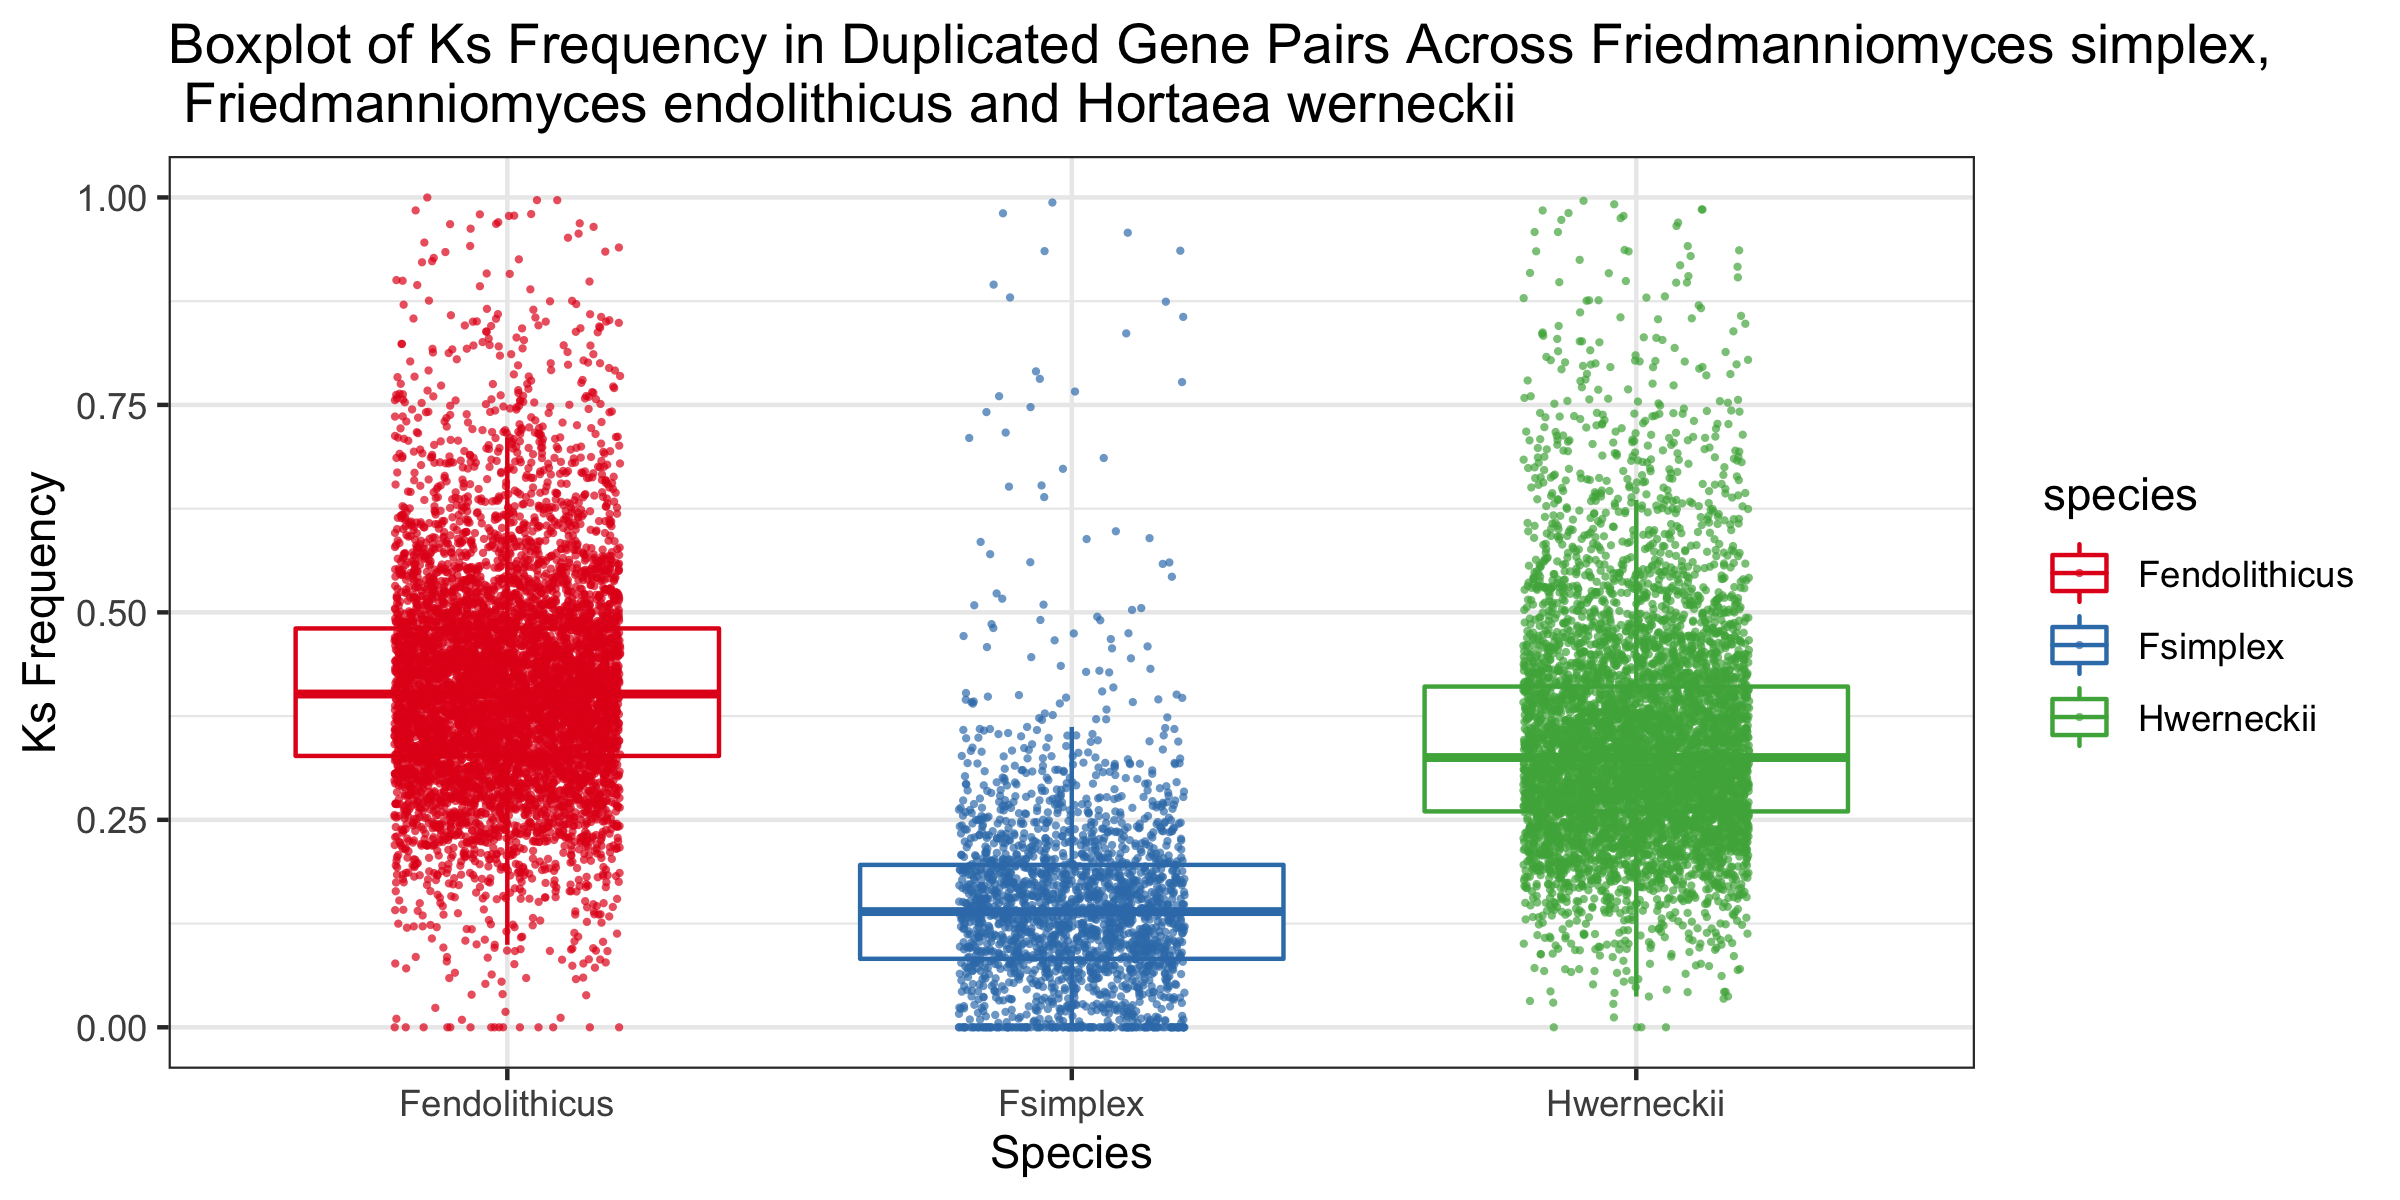 Boxplot of Ks Frequency in Duplicated Gene Pairs Across Friedmanniomyces simplex,
Friedmanniomyces endolithicus and Hortaea werneckii
Ks Frequency
1.00
0.75
0.50
0.25
0.00
Fendolithicus
Fsimplex
Hwerneckii
Species
species
Fendolithicus
Fsimplex
Hwerneckii